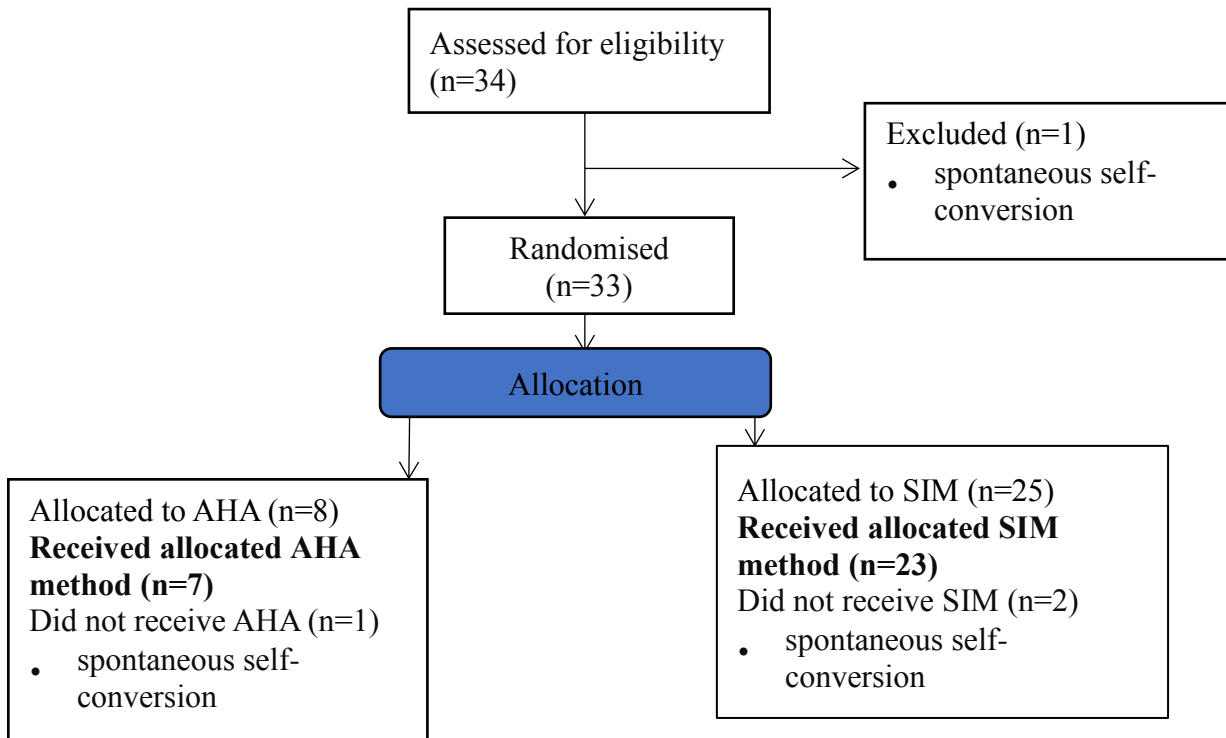 Assessed for eligibility
(n=34)
Excluded (n=1)
• spontaneous self-
conversion
Randomised
(n=33)
Allocation
Allocated to AHA (n=8)
Received allocated AHA
method (n=7)
Did not receive AHA (n=1)
• spontaneous self-
conversion
Allocated to SIM (n=25)
Received allocated SIM
method (n=23)
Did not receive SIM (n=2)
• spontaneous self-
conversion